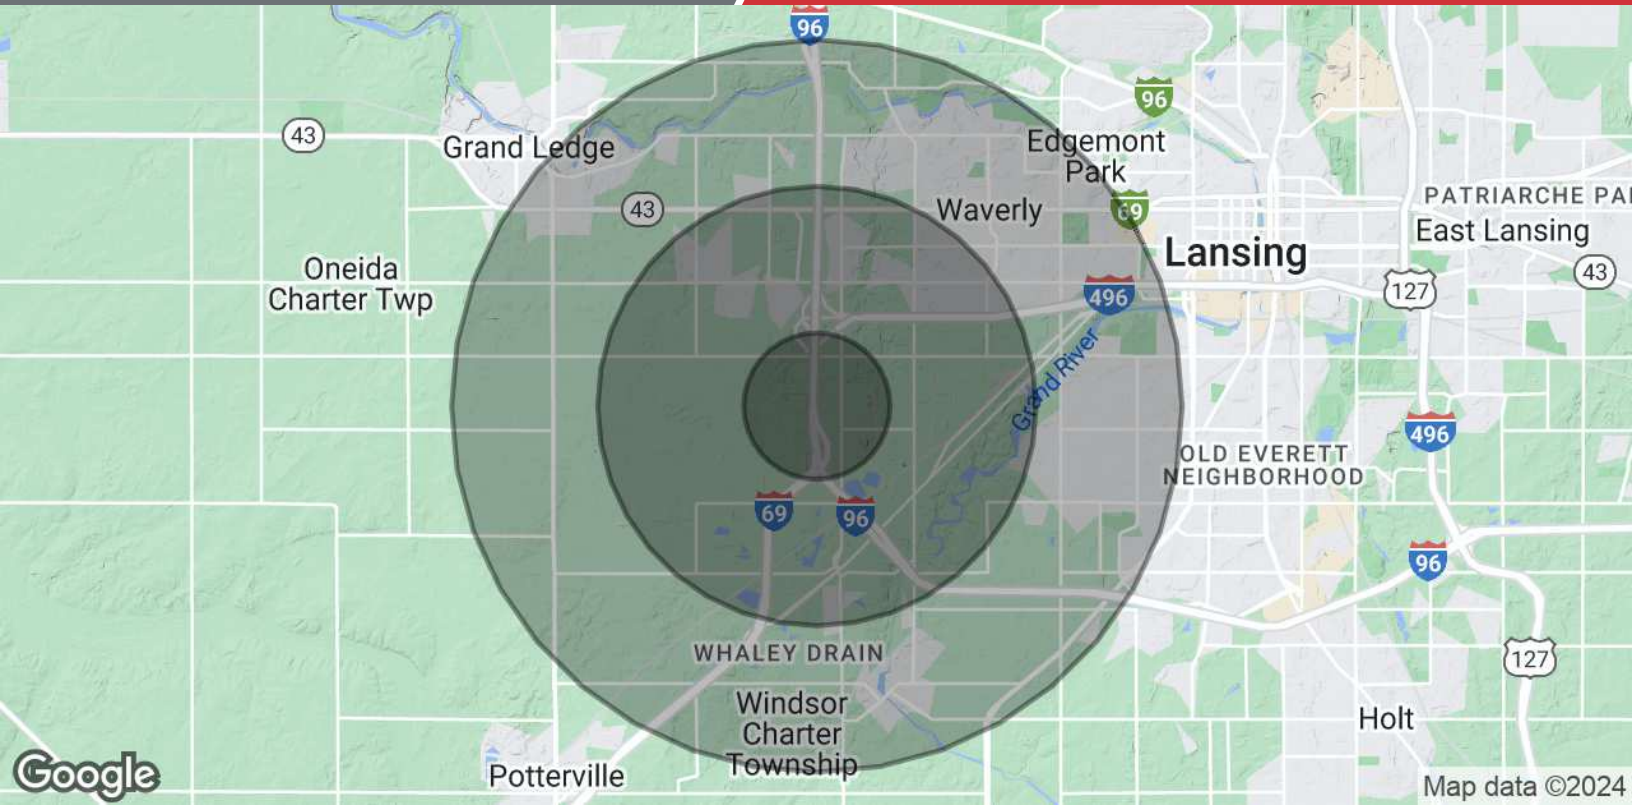 96
96
43
Grand Ledge
Edgemont
Park
43
Waverly
69
PATRIARCHE PA
East Lansing
Lansing
Oneida
Charter Twp
43
127
496
Grand River
496
OLD EVERETT
NEIGHBORHOOD
69
96
96
WHALEY DRAIN
127
Windsor
Charter
Township
Holt
Potterville
Google
Map data ©2024